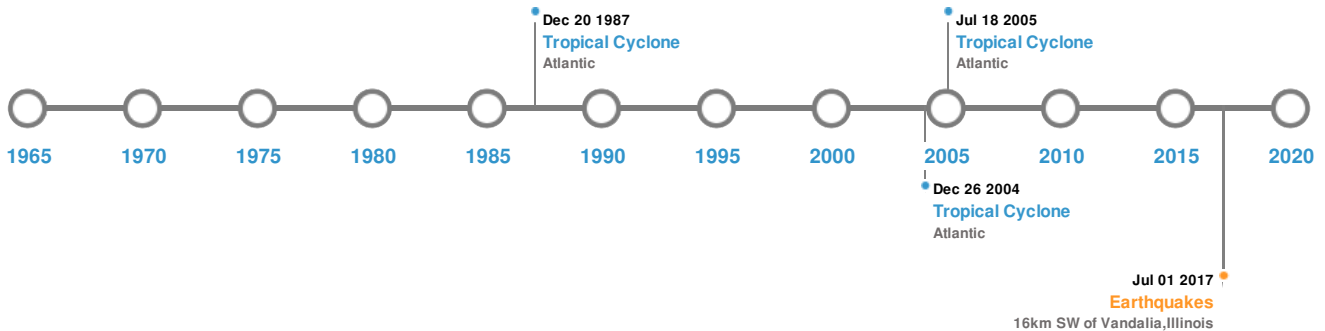 Dec 20 1987
Tropical Cyclone
Atlantic
Jul 18 2005
Tropical Cyclone
Atlantic
1965 1970 1975 1980 1985 1990 1995 2000 2005 2010 2015 2020
Dec 26 2004
Tropical Cyclone
Atlantic
Jul 01 2017
Earthquakes
16km SW of Vandalia,Illinois